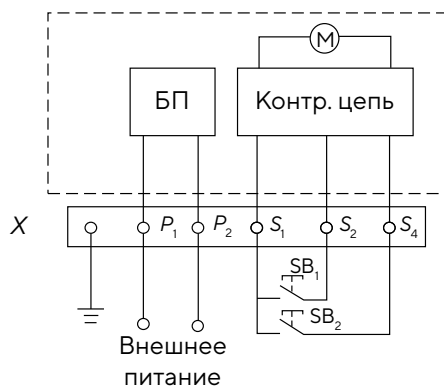 M
БП
Контр. цепь
X
P₁ P₂ S₁ S₂ S₄
SB₁
SB₂
Внешнее
питание